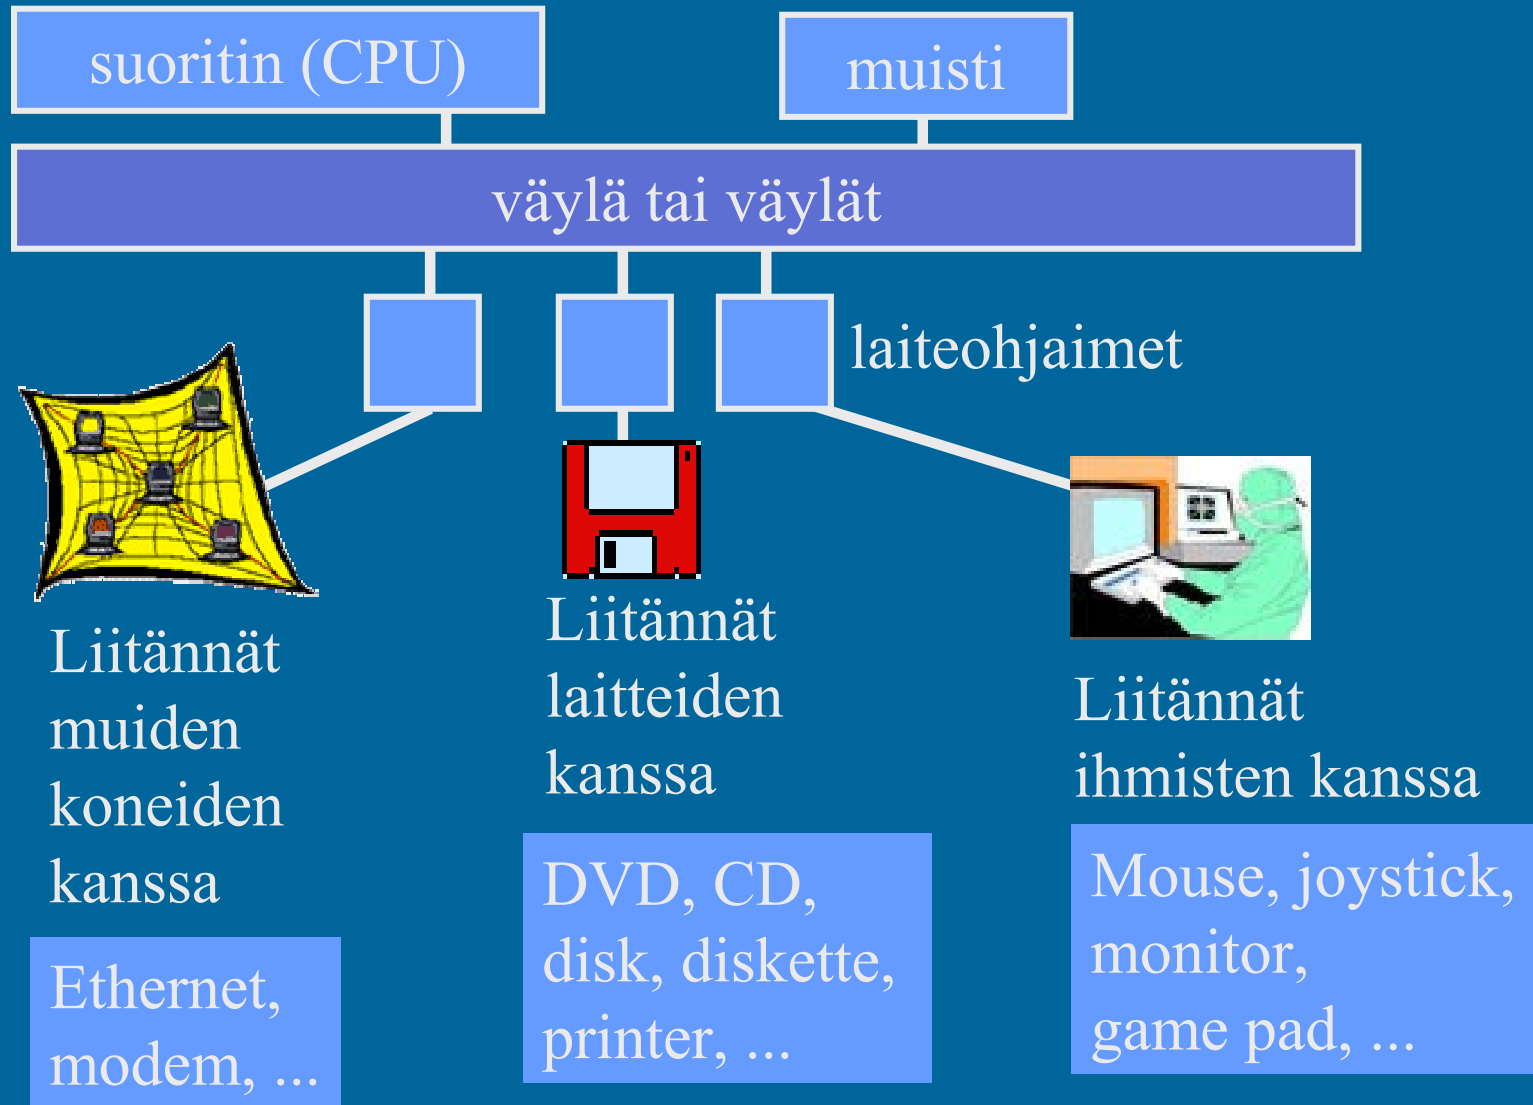 suoritin (CPU)
muisti
väylä tai väylät
laiteohjaimet
Liitännät
muiden
koneiden
kanssa
Ethernet,
modem, ...
Liitännät
laitteiden
kanssa
DVD, CD,
disk, diskette,
printer, ...
Liitännät
ihmisten kanssa
Mouse, joystick,
monitor,
game pad, ...